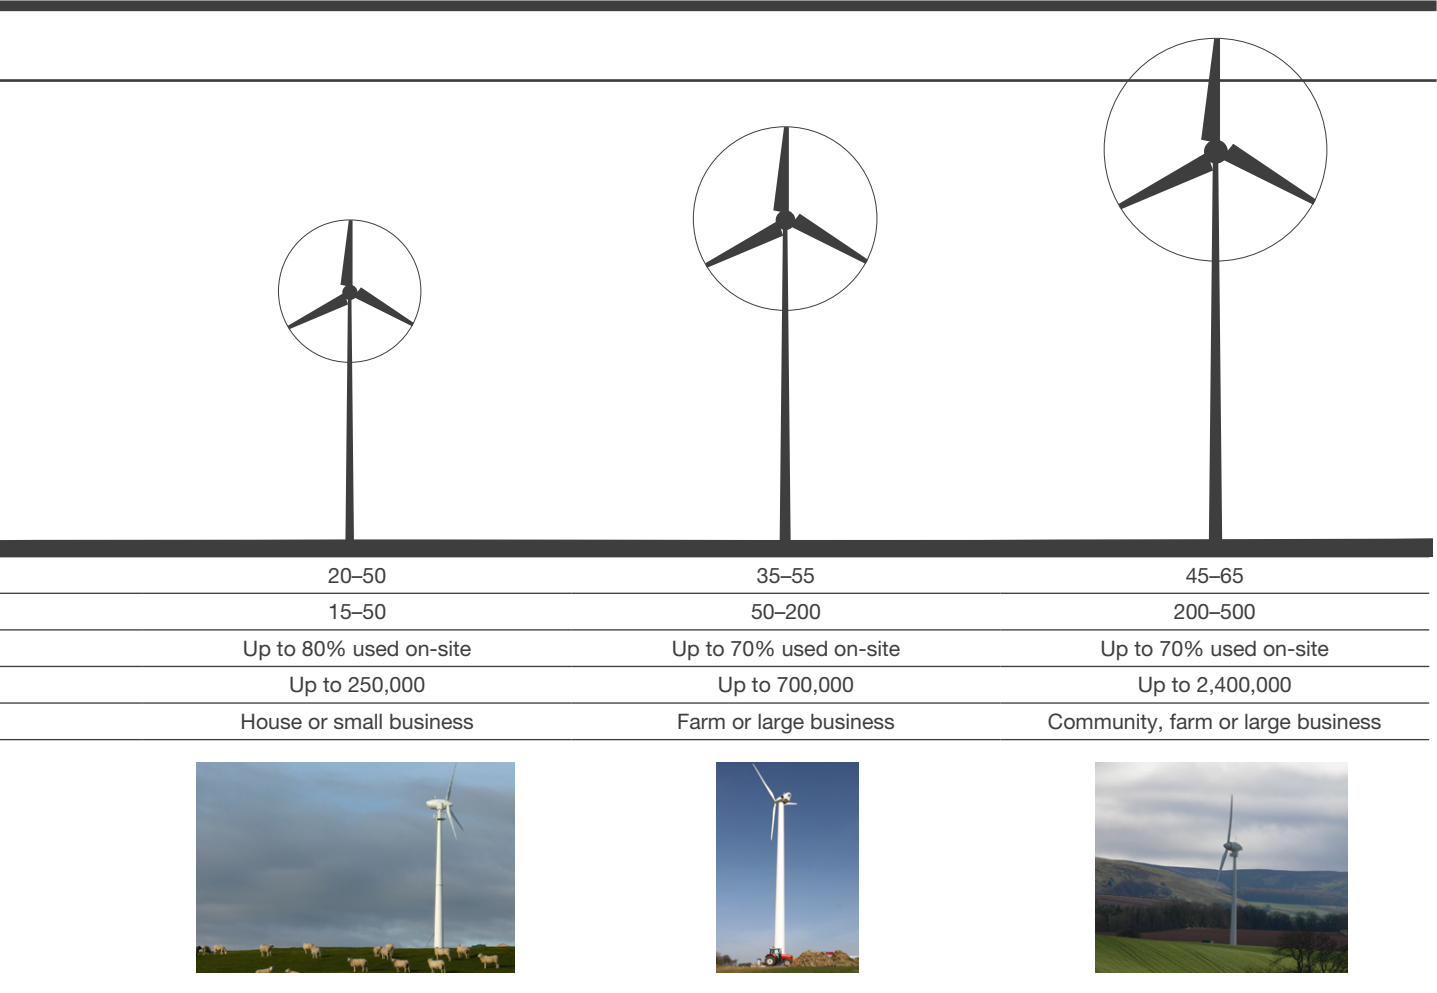 20–50 35–55 45–65
15–50 50–200 200–500
Up to 80% used on-site Up to 70% used on-site Up to 70% used on-site
Up to 250,000 Up to 700,000 Up to 2,400,000
House or small business Farm or large business Community, farm or large business